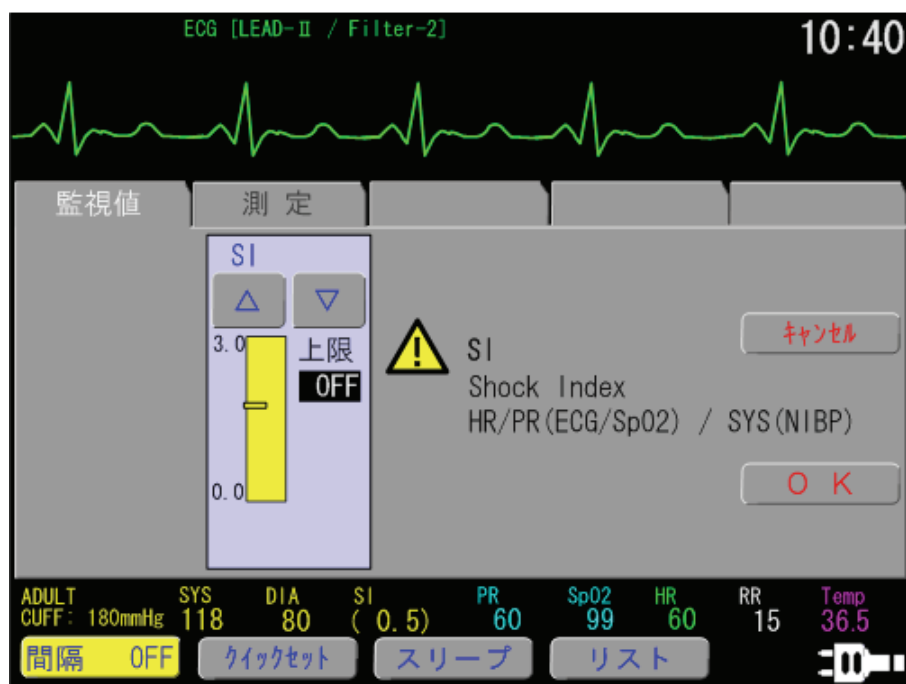 ECG [LEAD-Ⅱ / Filter-2]
10:40
監視値
測 定
SI
△ ▽
3.0
上限
OFF
0.0
SI
Shock Index
HR/PR(ECG/SpO2) / SYS(NIBP)
ｷｬﾝｾﾙ
O K
ADULT SYS DIA SI PR SpO2 HR RR Temp
CUFF: 180mmHg 118 80 ( 0.5) 60 99 60 15 36.5
間隔 OFF ｸｲｯｸｾｯﾄ スリープ リスト